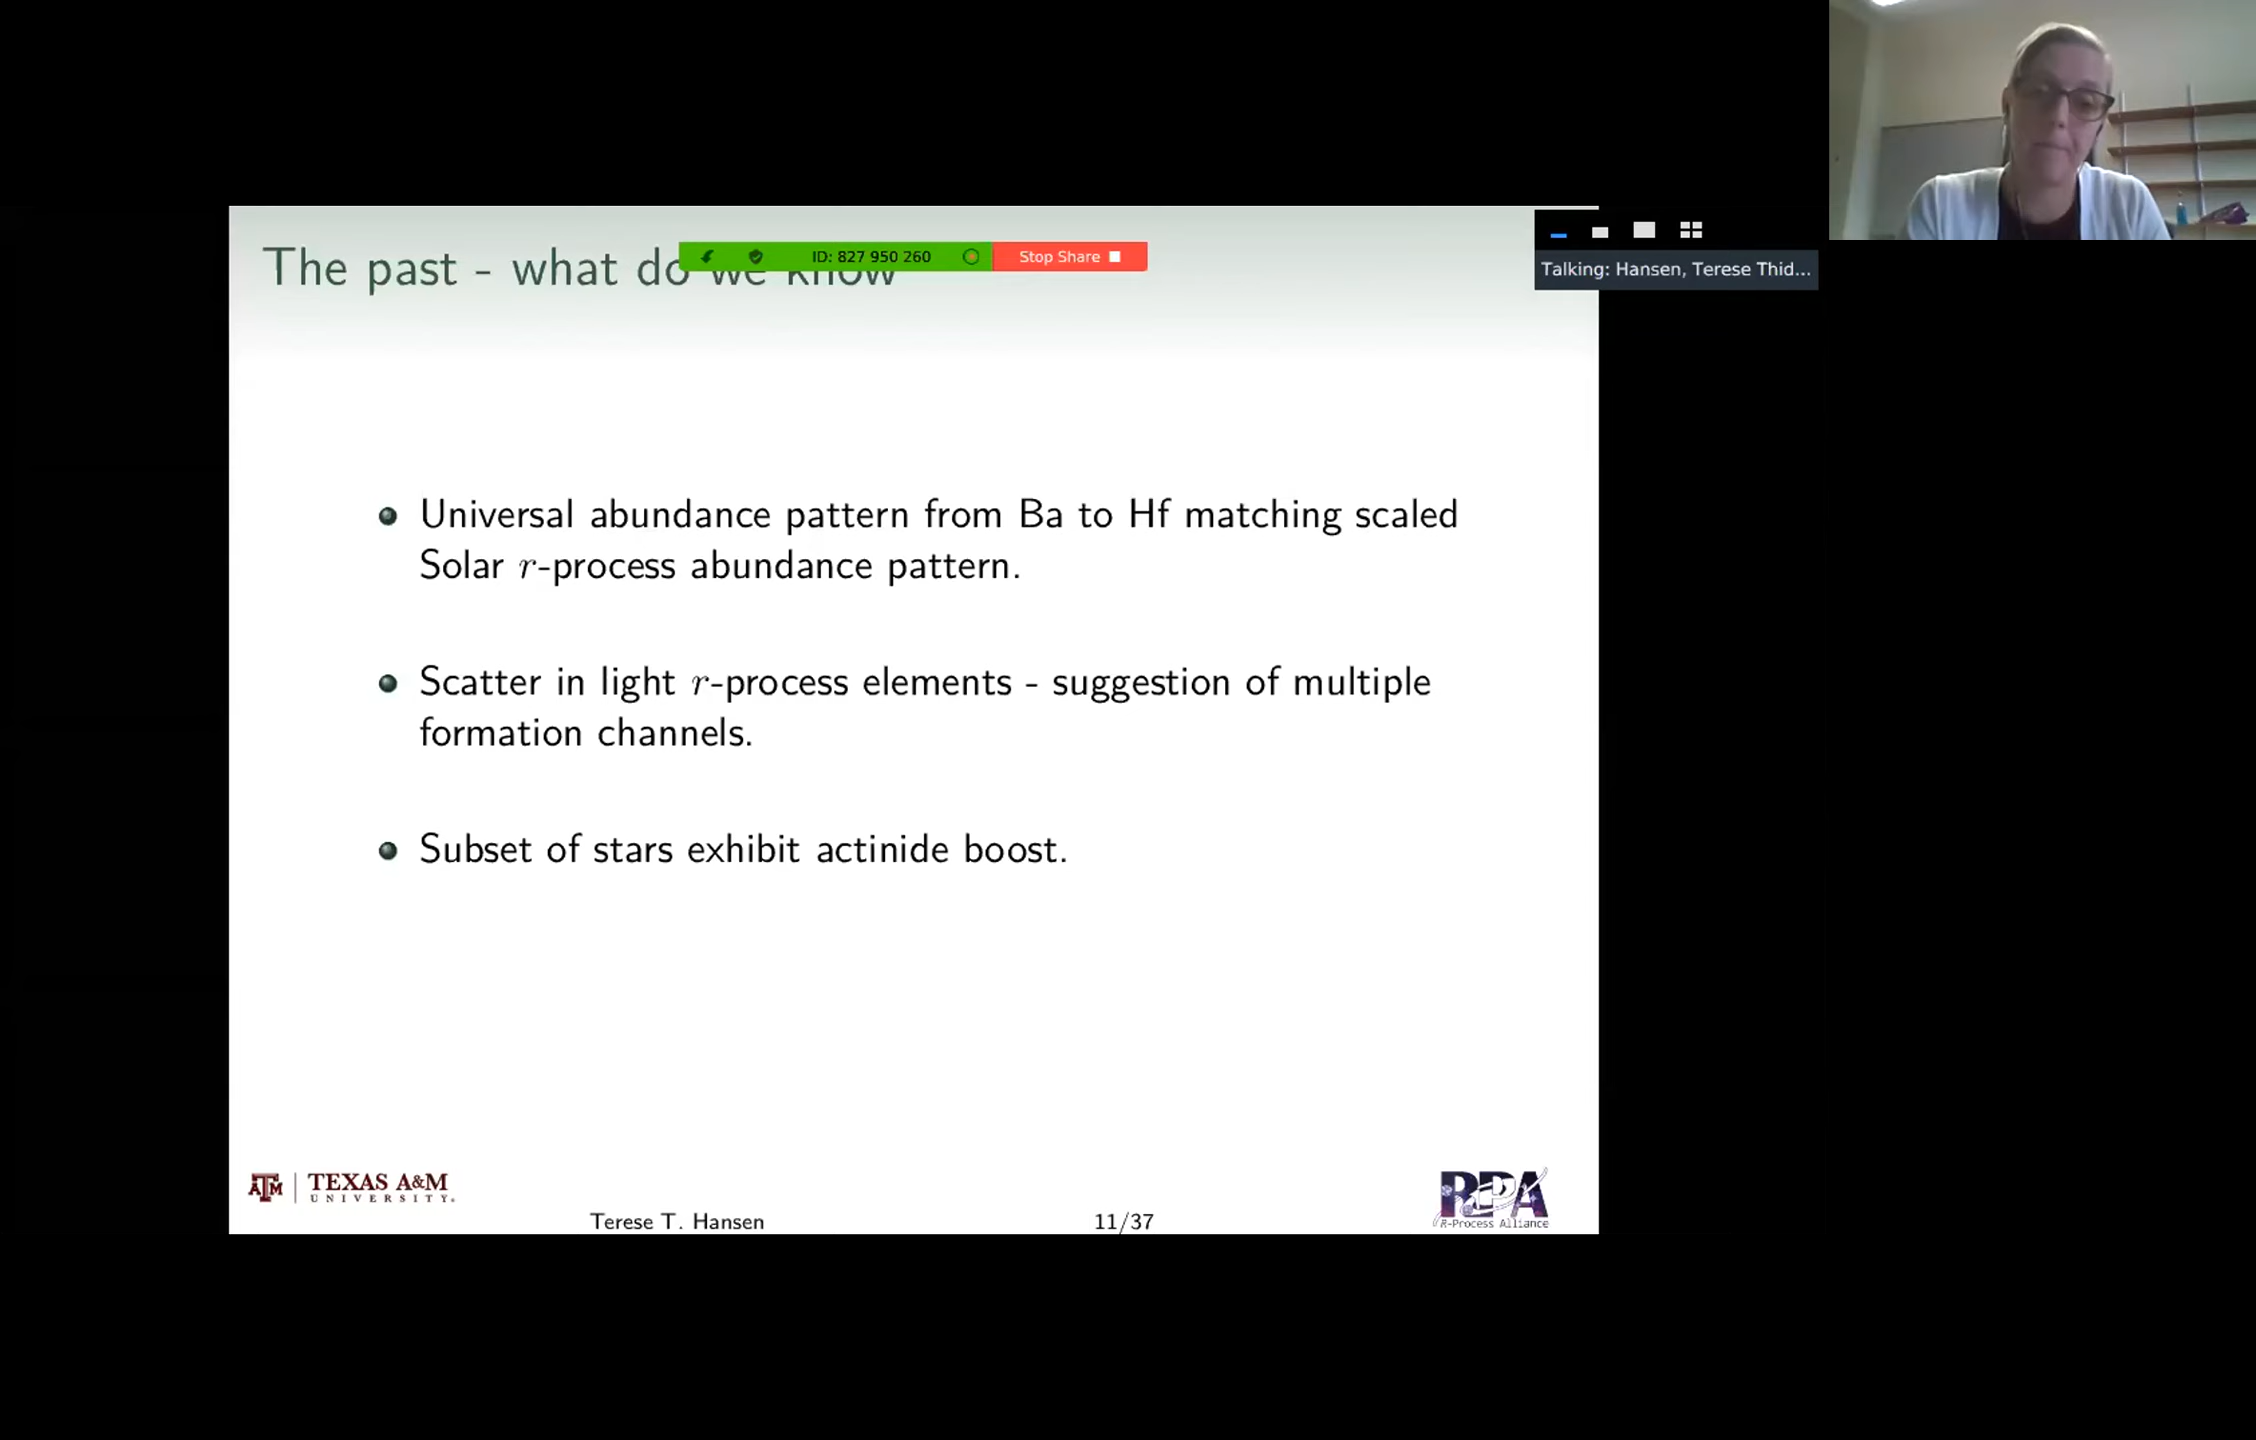 The past - what do we know
ID: 827 950 260
Stop Share
Talking: Hansen, Terese Thid...
Universal abundance pattern from Ba to Hf matching scaled
Solar r-process abundance pattern.
Scatter in light r-process elements - suggestion of multiple
formation channels.
Subset of stars exhibit actinide boost.
ATM
TEXAS A&M
UNIVERSITY.
RPA
R-Process Alliance
Terese T. Hansen
11/37